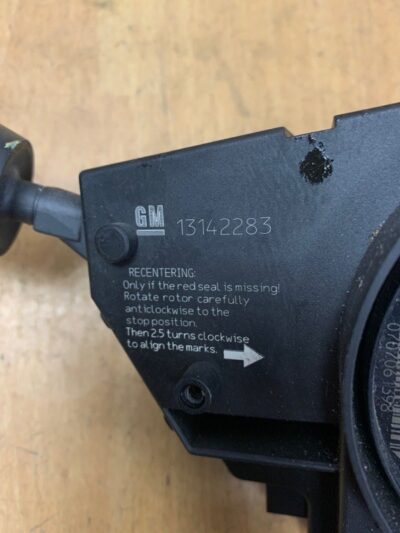 GM 13142283
RECENTERING:
Only if the red seal is missing!
Rotate rotor carefully
anticlockwise to the
stop position.
Then 2.5 turns clockwise
to align the marks.